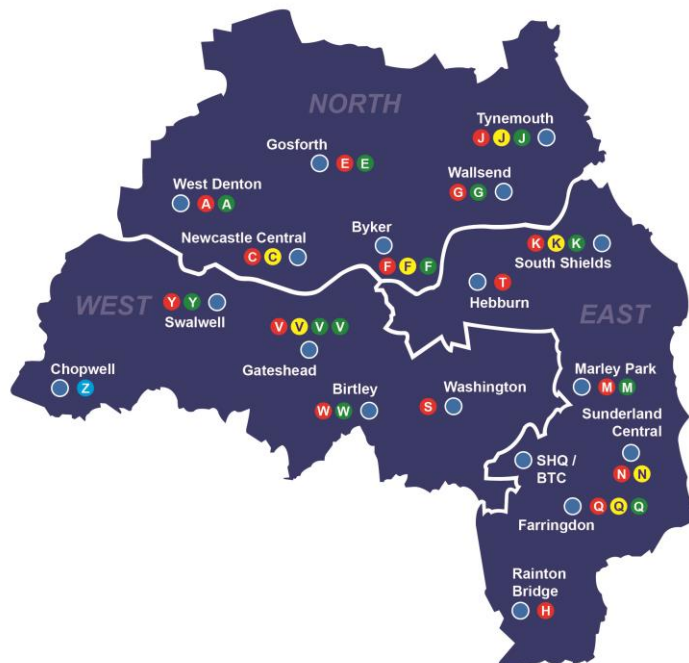 NORTH
Tynemouth
J J J
Gosforth
E E
Wallsend
G G
West Denton
A A
Newcastle Central
C C
Byker
F F F
K K K
South Shields
T
Hebburn
WEST
EAST
Y Y
Swalwell
V V V V
Gateshead
Chopwell
Z
Birtley
W W
Washington
S
Marley Park
M M
Sunderland
Central
N N
SHQ /
BTC
Q Q Q
Farringdon
Rainton
Bridge
H